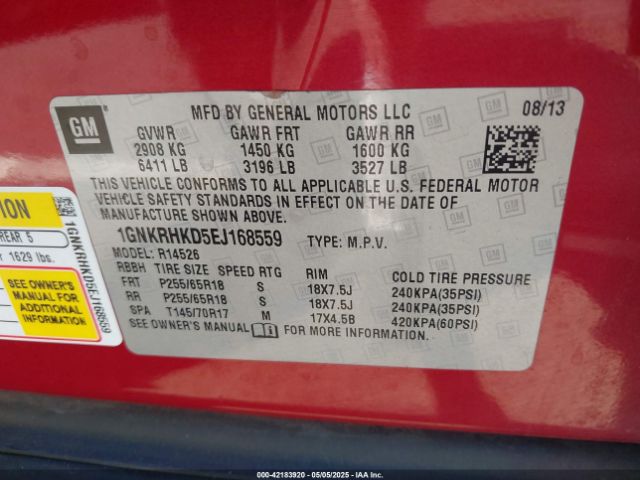 GM
MFD BY GENERAL MOTORS LLC
08/13
GVWR GAWR FRT GAWR RR
2908 KG 1450 KG 1600 KG
6411 LB 3196 LB 3527 LB
THIS VEHICLE CONFORMS TO ALL APPLICABLE U.S. FEDERAL MOTOR
VEHICLE SAFETY STANDARDS IN EFFECT ON THE DATE OF
MANUFACTURE SHOWN ABOVE.
1GNKRHKD5EJ168559 TYPE: M.P.V.
MODEL: R14526
RBBH TIRE SIZE SPEED RTG RIM COLD TIRE PRESSURE
FRT P255/65R18 S 18X7.5J 240KPA(35PSI)
RR P255/65R18 S 18X7.5J 240KPA(35PSI)
SPA T145/70R17 M 17X4.5B 420KPA(60PSI)
SEE OWNER'S MANUAL FOR MORE INFORMATION.
REAR 5
1629 lbs.
SEE OWNER'S
MANUAL FOR
ADDITIONAL
INFORMATION
1GNKRHKD5EJ168559
000-42183920 - 05/05/2025 - IAAI.COM